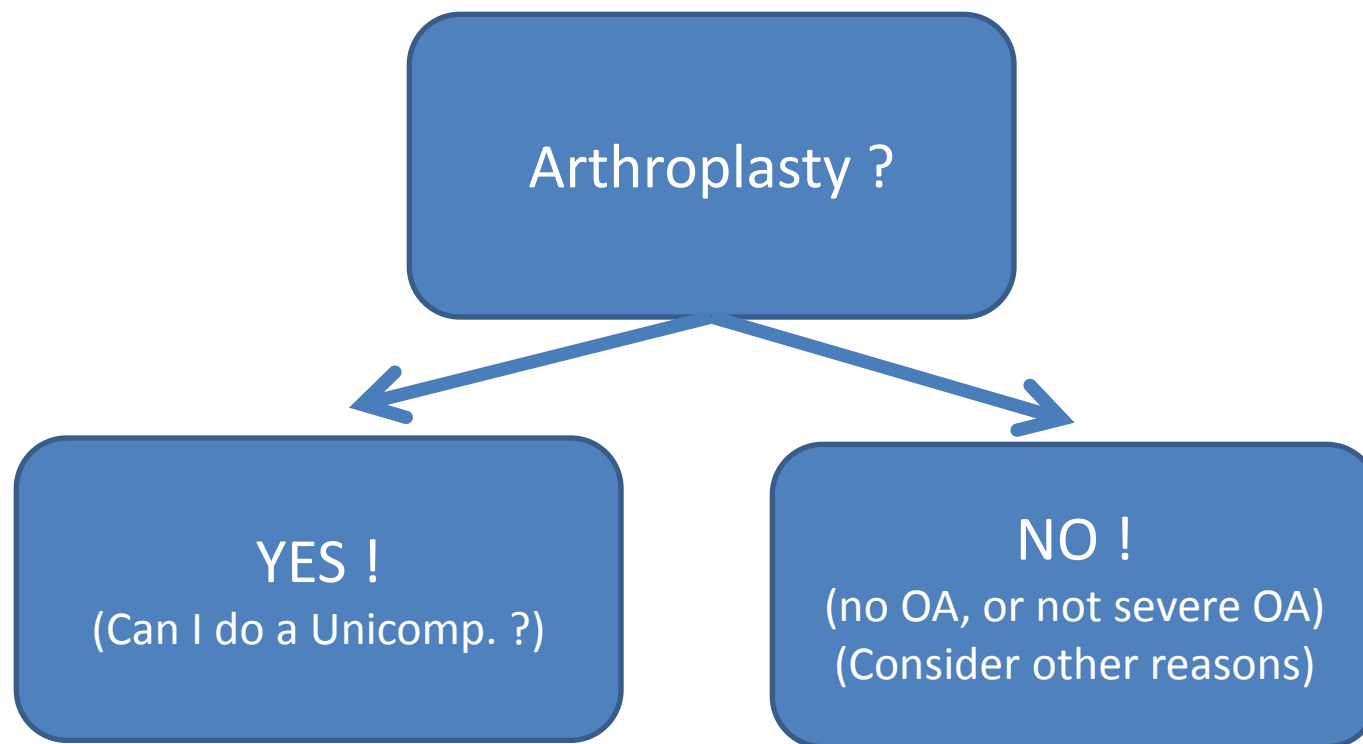 Arthroplasty ?
YES !
(Can I do a Unicomp. ?)
NO !
(no OA, or not severe OA)
(Consider other reasons)